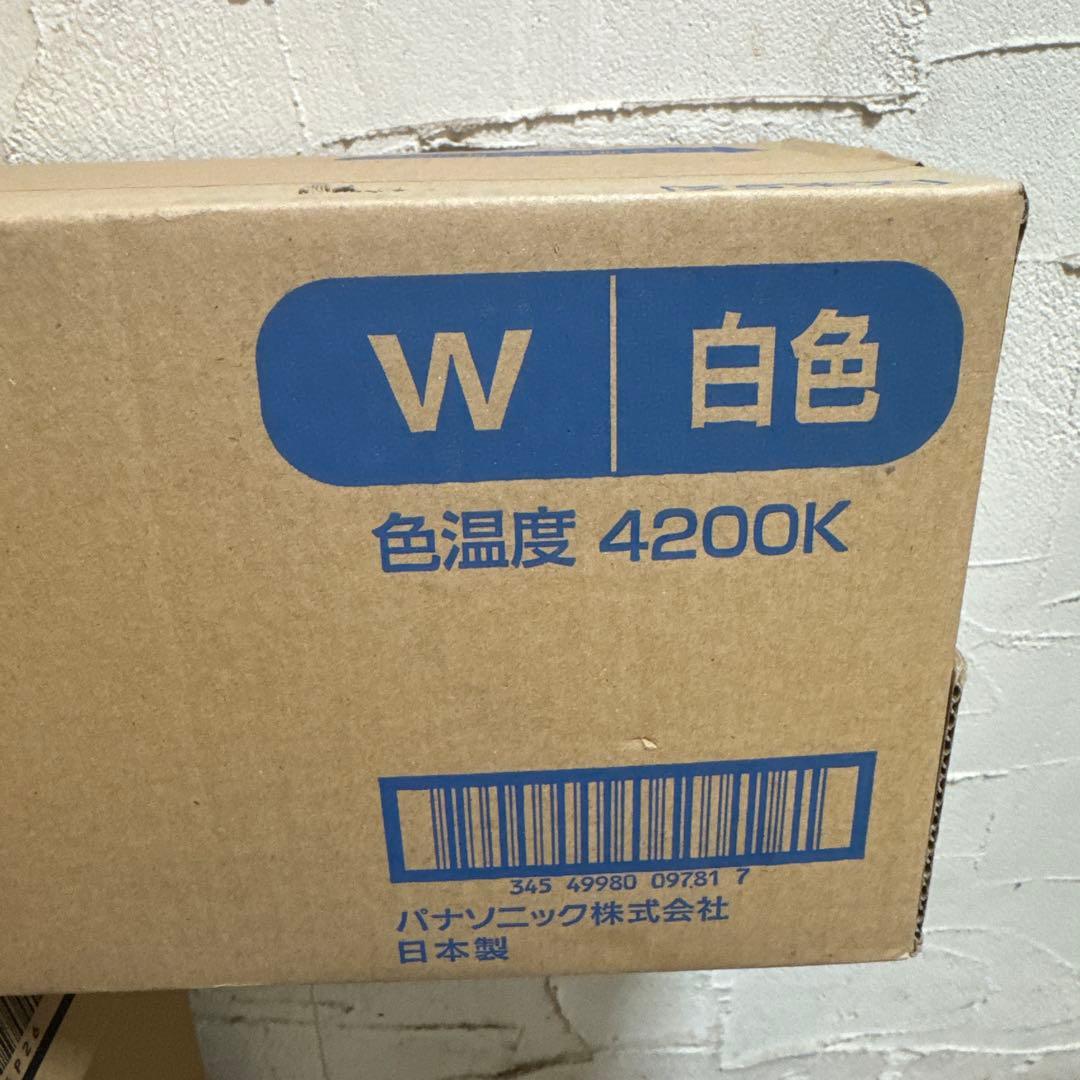 W 白色
色温度 4200K
345 49980 09781 7
パナソニック株式会社
日本製
P26